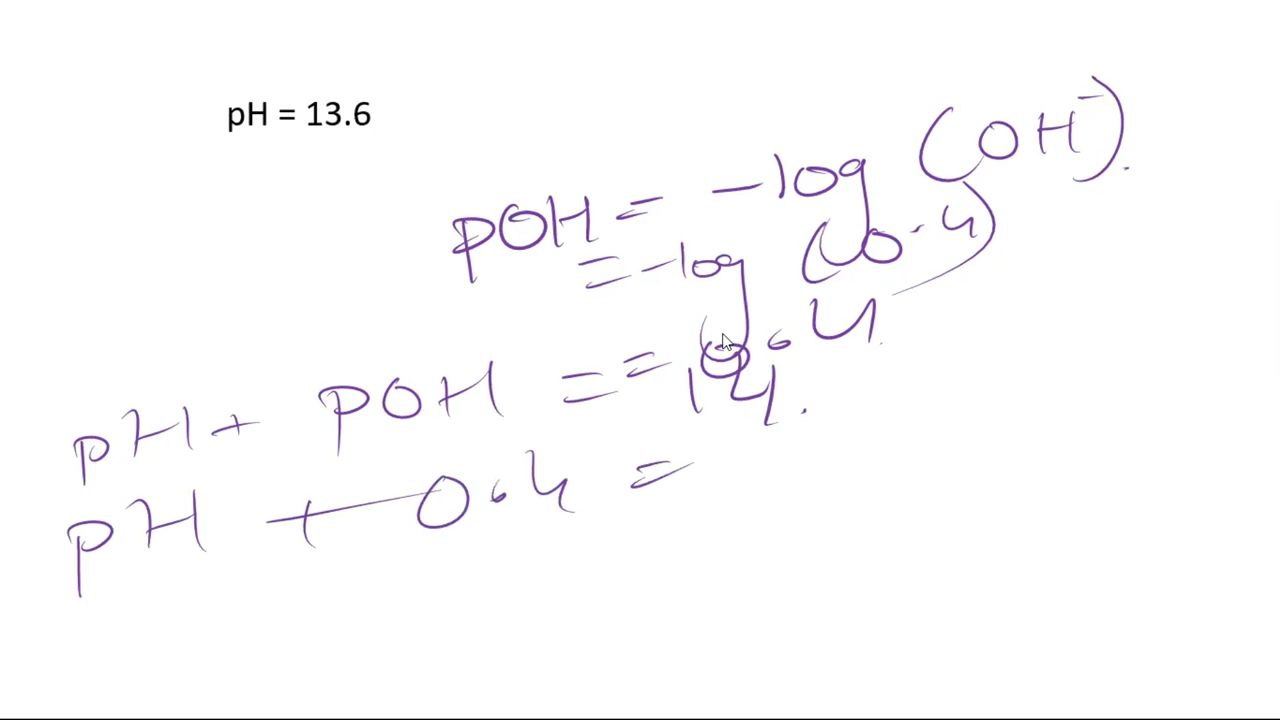 pH = 13.6
pOH = -log (OH⁻).
= -log (0.4)
= 0.4
pH + pOH = 14.
pH + 0.4 =